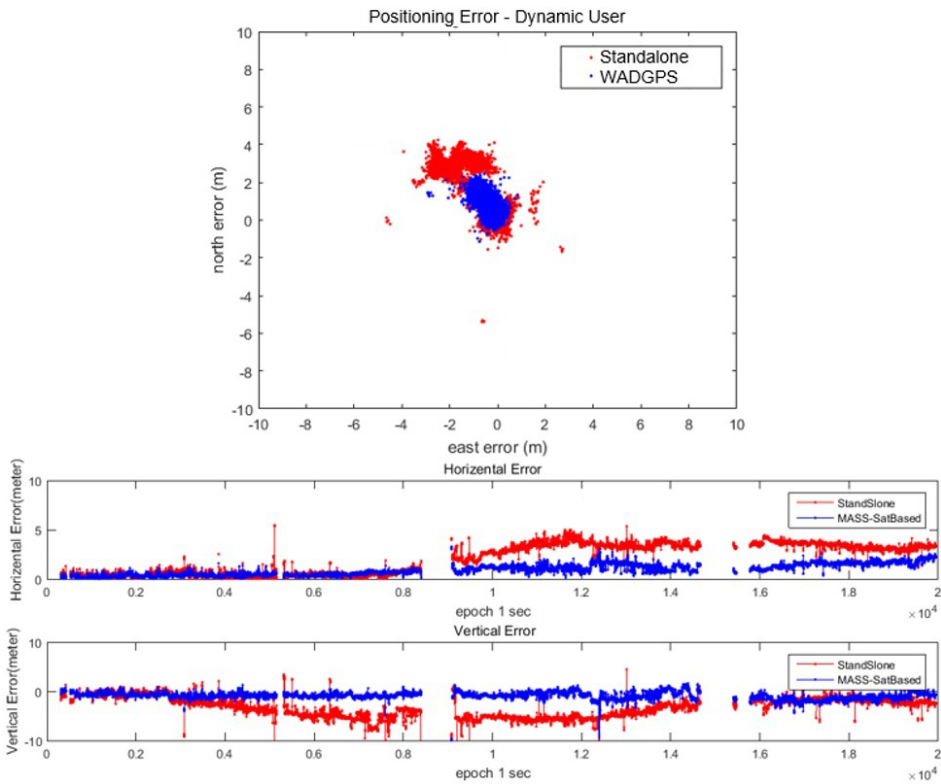 Positioning_Error - Dynamic User
10
8
6
4
2
0
-2
-4
-6
-8
-10
north error (m)
Standalone
WADGPS
-10 -8 -6 -4 -2 0 2 4 6 8 10
east error (m)
Horizental Error
Horizental Error(meter)
10
5
0
StandSlone
MASS-SatBased
0 0.2 0.4 0.6 0.8 1 1.2 1.4 1.6 1.8 2
epoch 1 sec
×10⁴
Vertical Error
Vertical Error(meter)
10
0
-10
StandSlone
MASS-SatBased
0 0.2 0.4 0.6 0.8 1 1.2 1.4 1.6 1.8 2
epoch 1 sec
×10⁴